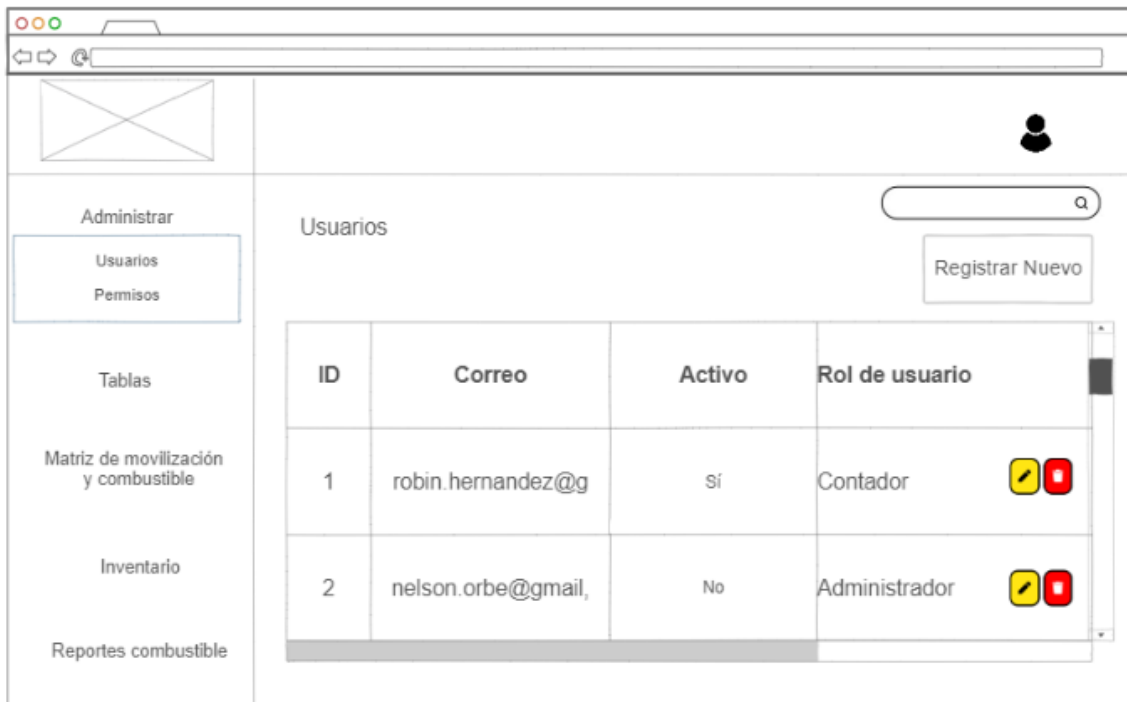 Administrar
Usuarios
Permisos
Tablas
Matriz de movilización
y combustible
Inventario
Reportes combustible
Usuarios
Registrar Nuevo
ID Correo Activo Rol de usuario
1 robin.hernandez@g Sí Contador
2 nelson.orbe@gmail, No Administrador